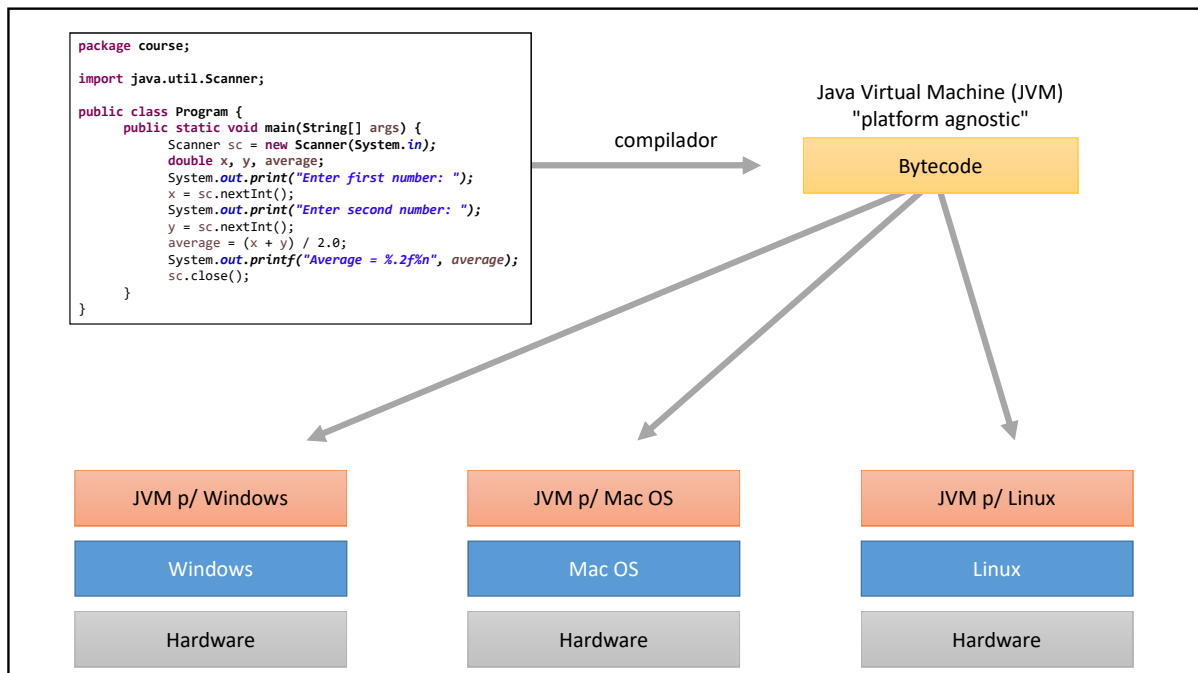 package course;
import java.util.Scanner;
public class Program {
public static void main(String[] args) {
Scanner sc = new Scanner(System.in);
double x, y, average;
System.out.print("Enter first number: ");
x = sc.nextInt();
System.out.print("Enter second number: ");
y = sc.nextInt();
average = (x + y) / 2.0;
System.out.printf("Average = %.2f%n", average);
sc.close();
}
}
compilador
Java Virtual Machine (JVM)
"platform agnostic"
Bytecode
JVM p/ Windows
Windows
Hardware
JVM p/ Mac OS
Mac OS
Hardware
JVM p/ Linux
Linux
Hardware